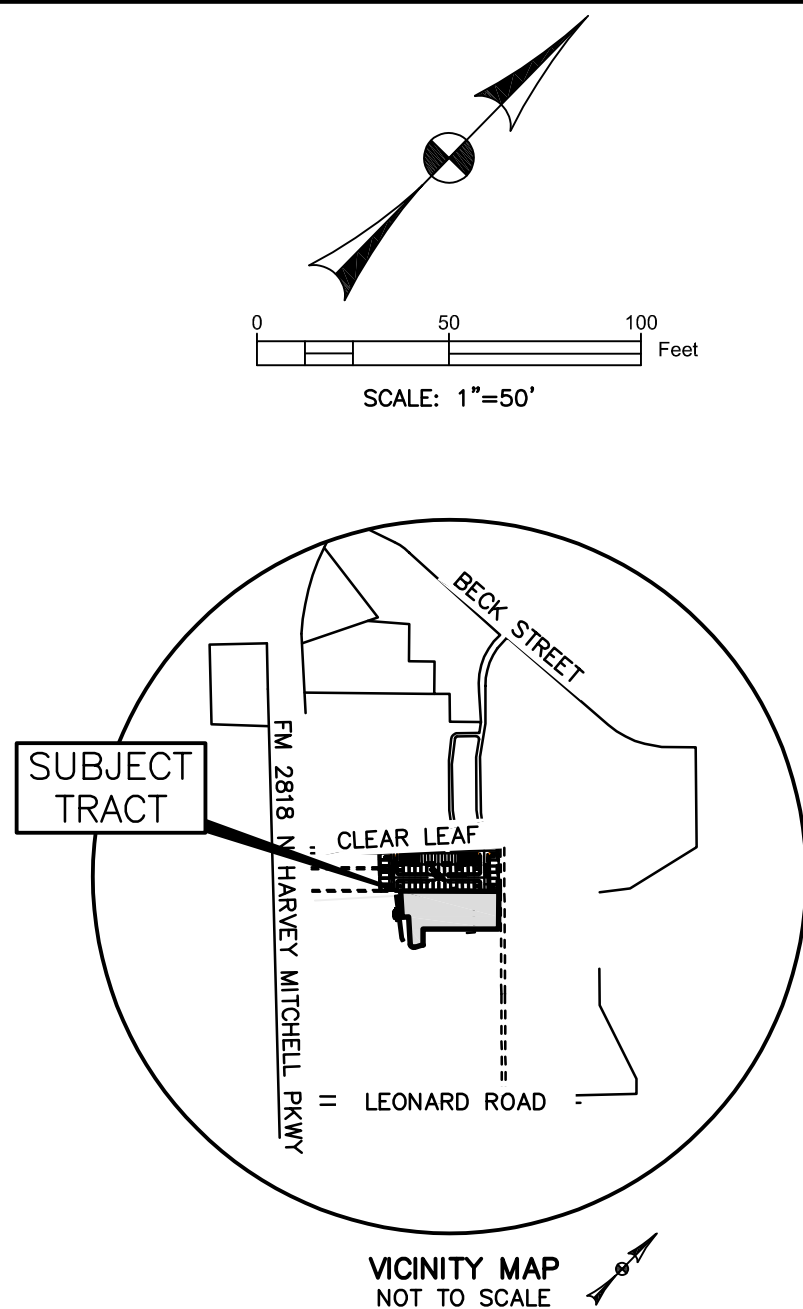 0 50 100
Feet
SCALE: 1"=50'
BECK STREET
SUBJECT
TRACT
FM 2818 N HARVEY MITCHELL PKWY
CLEAR LEAF
LEONARD ROAD
VICINITY MAP
NOT TO SCALE